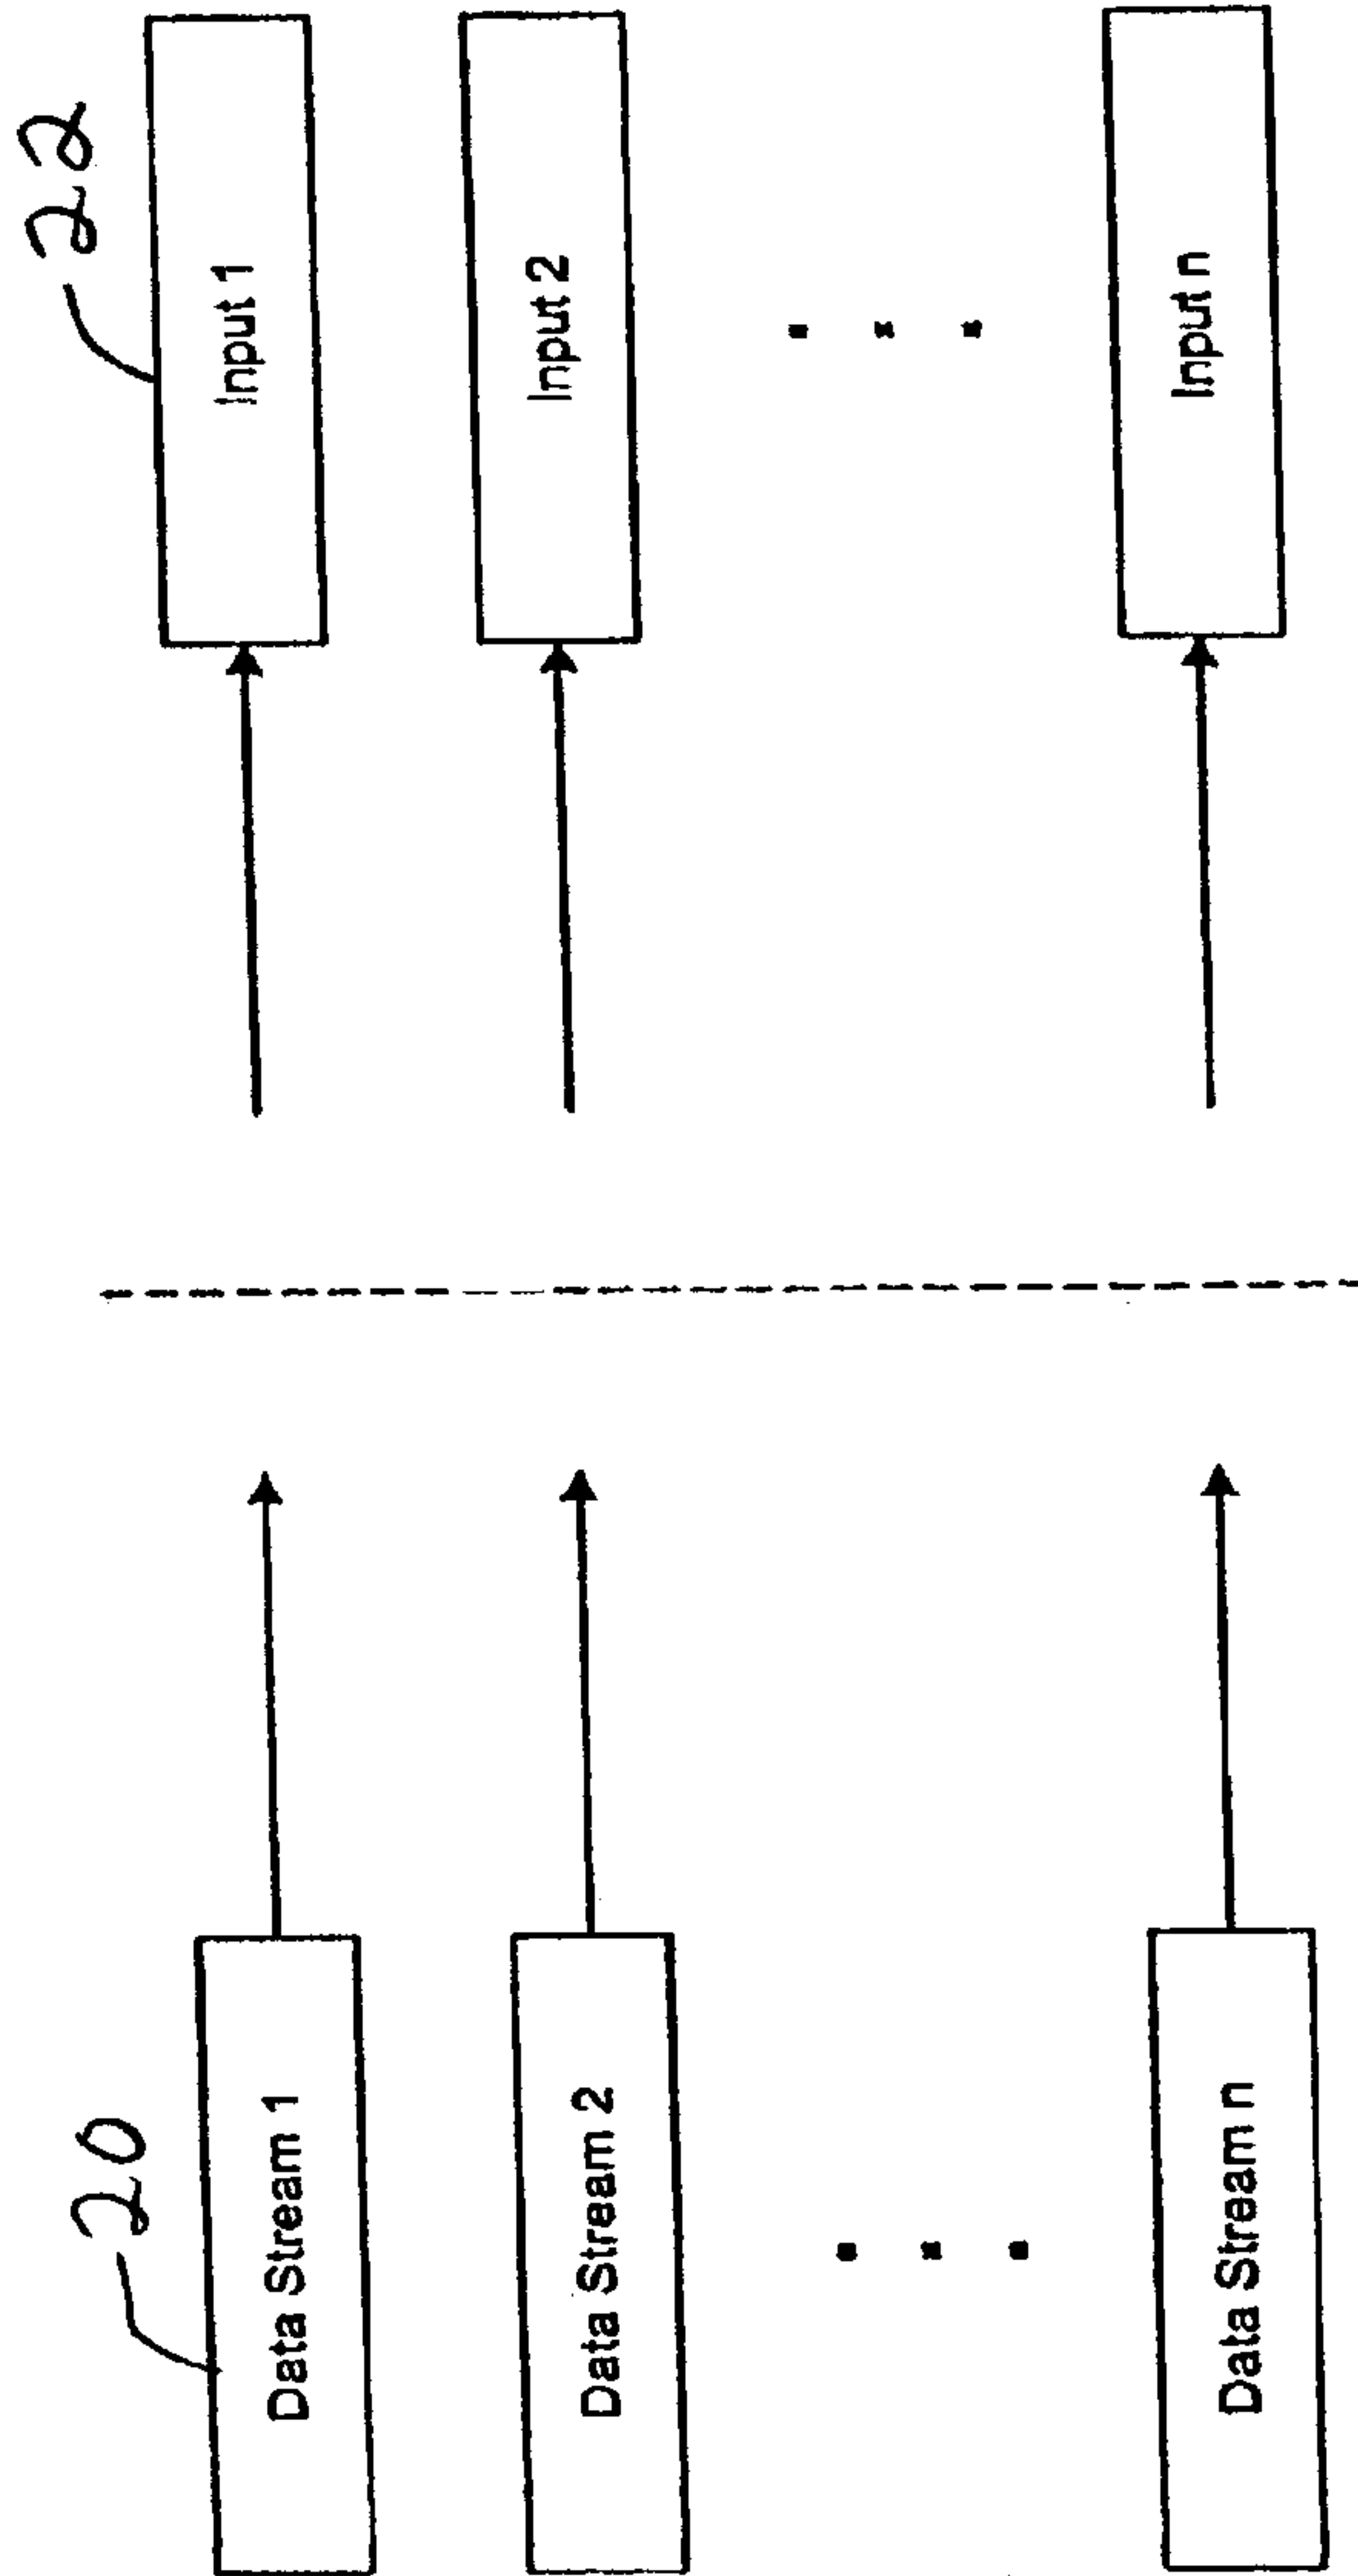 20
Data Stream 1
Data Stream 2
Data Stream n
22
Input 1
Input 2
Input n